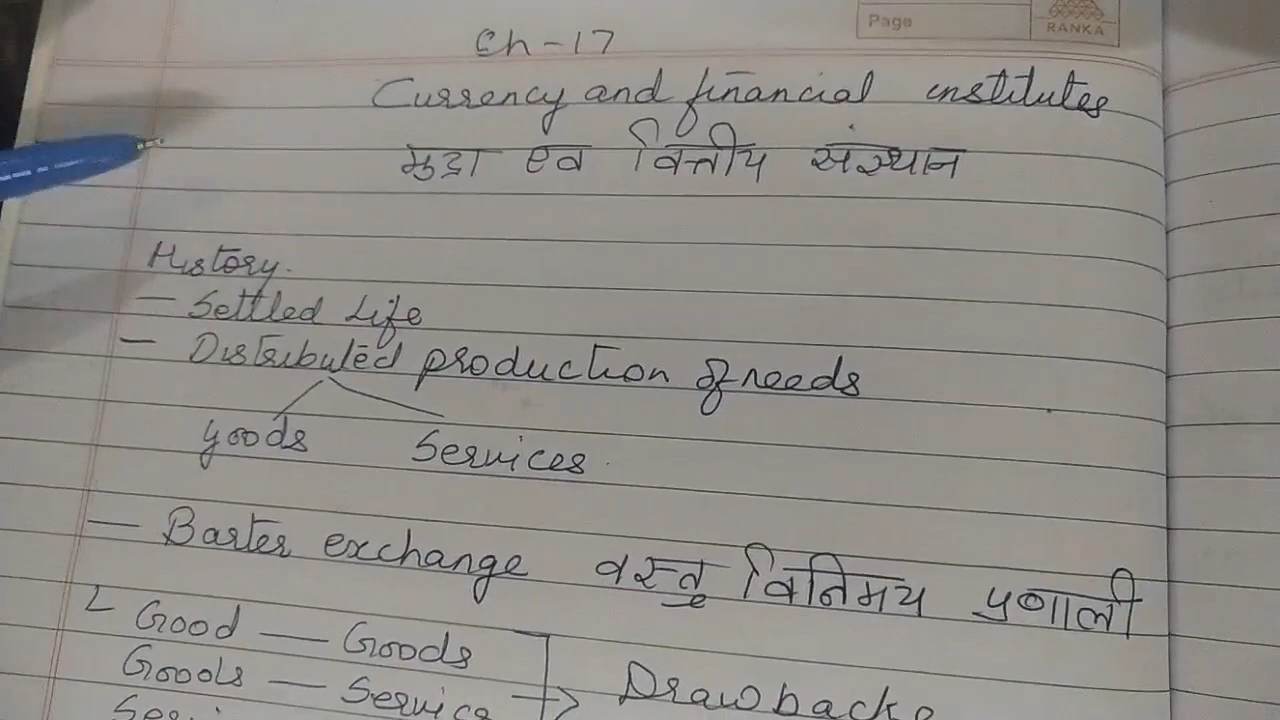 Page
RANKA
Ch-17
Currency and financial institutes
मुद्रा एव वित्तीय संस्थान
History.
— Settled Life
— Distributed production of needs
goods Services.
— Barter exchange वस्तु विनिमय प्रणाली
Good — Goods
Goods — Service → Drawbacks